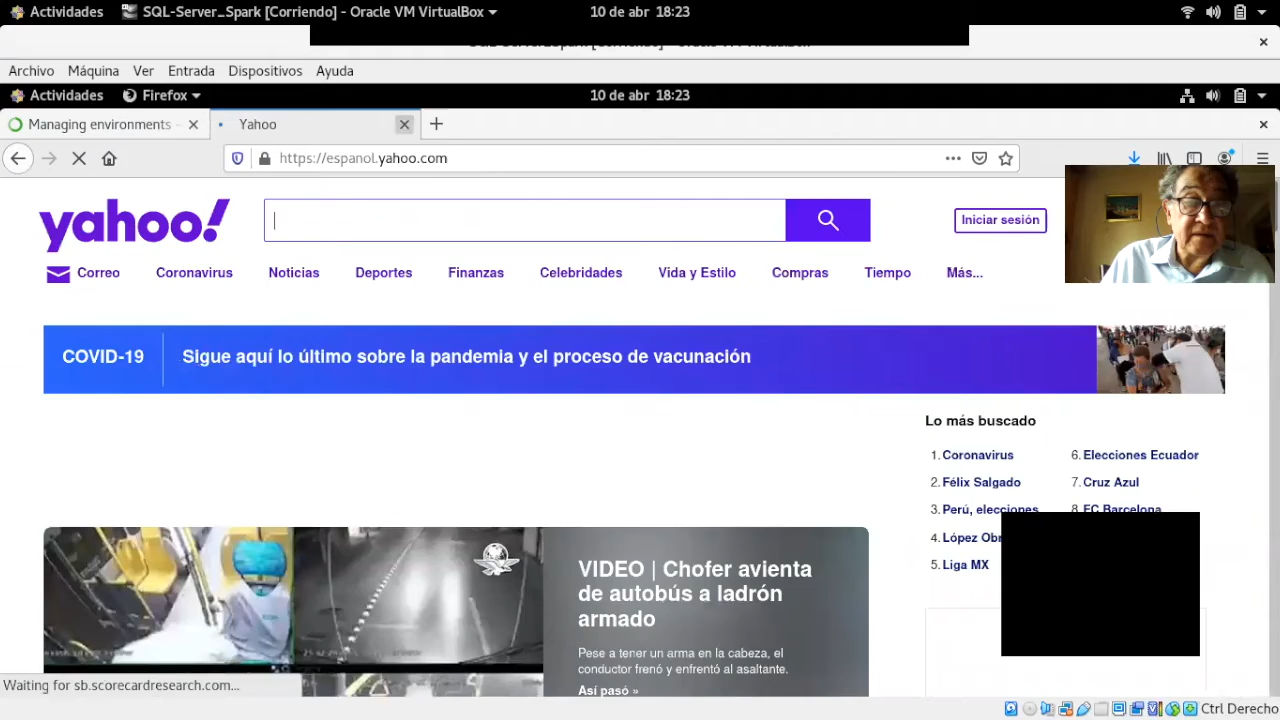 Actividades SQL-Server_Spark [Corriendo] - Oracle VM VirtualBox 10 de abr 18:23
Archivo Máquina Ver Entrada Dispositivos Ayuda
Actividades Firefox 10 de abr 18:23
Managing environments Yahoo
https://espanol.yahoo.com
yahoo!
Iniciar sesión
Correo Coronavirus Noticias Deportes Finanzas Celebridades Vida y Estilo Compras Tiempo Más...
COVID-19 Sigue aquí lo último sobre la pandemia y el proceso de vacunación
Lo más buscado
1. Coronavirus
2. Félix Salgado
3. Perú, elecciones
4. López Obr
5. Liga MX
6. Elecciones Ecuador
7. Cruz Azul
8. FC Barcelona
VIDEO | Chofer avienta
de autobús a ladrón
armado
Pese a tener un arma en la cabeza, el
conductor frenó y enfrentó al asaltante.
Así pasó »
Waiting for sb.scorecardresearch.com...
Ctrl Derecho